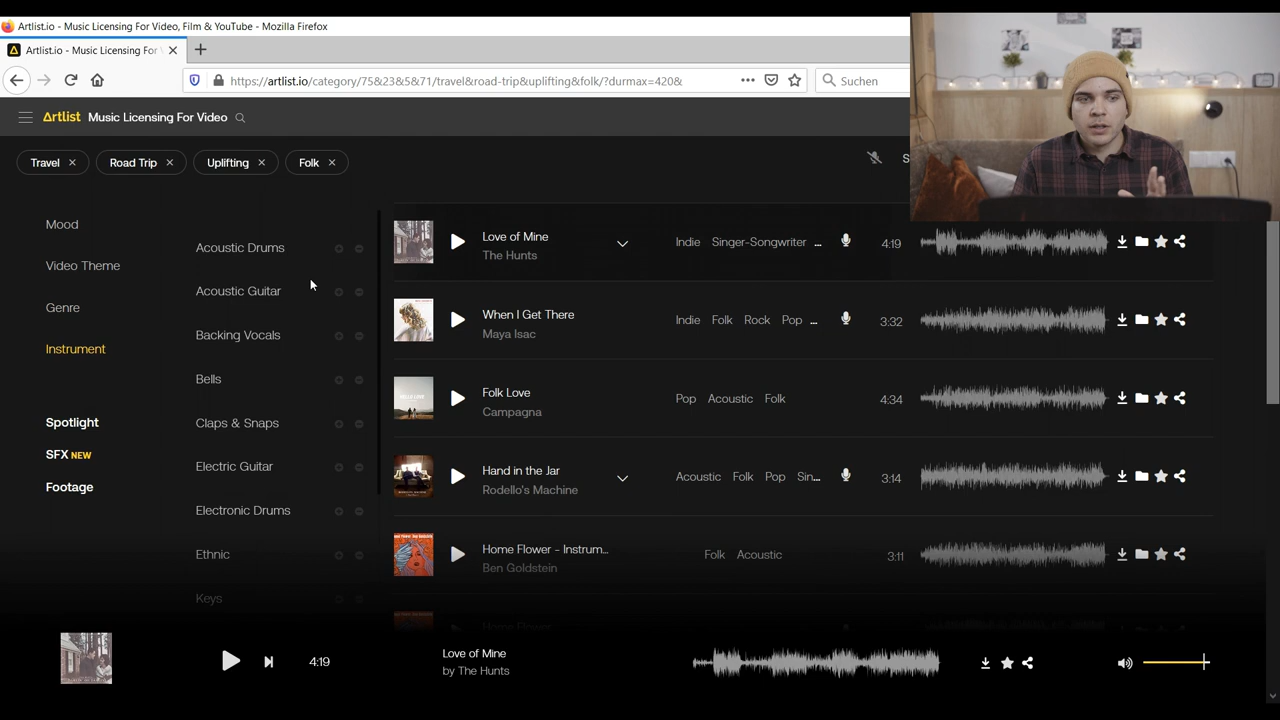 Artlist.io - Music Licensing For Video, Film & YouTube - Mozilla Firefox
Artlist.io - Music Licensing For
https://artlist.io/category/75&23&5&71/travel&road-trip&uplifting&folk/?durmax=420&
Suchen
Artlist Music Licensing For Video
Travel
Road Trip
Uplifting
Folk
S
Mood
Video Theme
Genre
Instrument
Spotlight
SFX NEW
Footage
Acoustic Drums
Acoustic Guitar
Backing Vocals
Bells
Claps & Snaps
Electric Guitar
Electronic Drums
Ethnic
Keys
Love of Mine
The Hunts
Indie Singer-Songwriter ...
4:19
When I Get There
Maya Isac
Indie Folk Rock Pop ...
3:32
Folk Love
Campagna
Pop Acoustic Folk
4:34
Hand in the Jar
Rodello's Machine
Acoustic Folk Pop Sin...
3:14
Home Flower - Instrum...
Ben Goldstein
Folk Acoustic
3:11
Home Flower
4:19
Love of Mine
by The Hunts